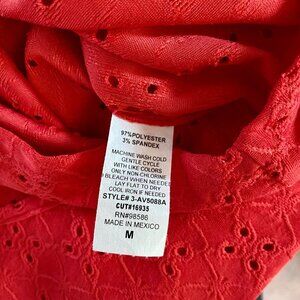 97%POLYESTER
3% SPANDEX
MACHINE WASH COLD
GENTLE CYCLE
WITH LIKE COLORS
ONLY NON CHLORINE
BLEACH WHEN NEEDED
LAY FLAT TO DRY
COOL IRON IF NEEDED
STYLE# 3-AV5088A
CUT#16935
RN#98586
MADE IN MEXICO
M